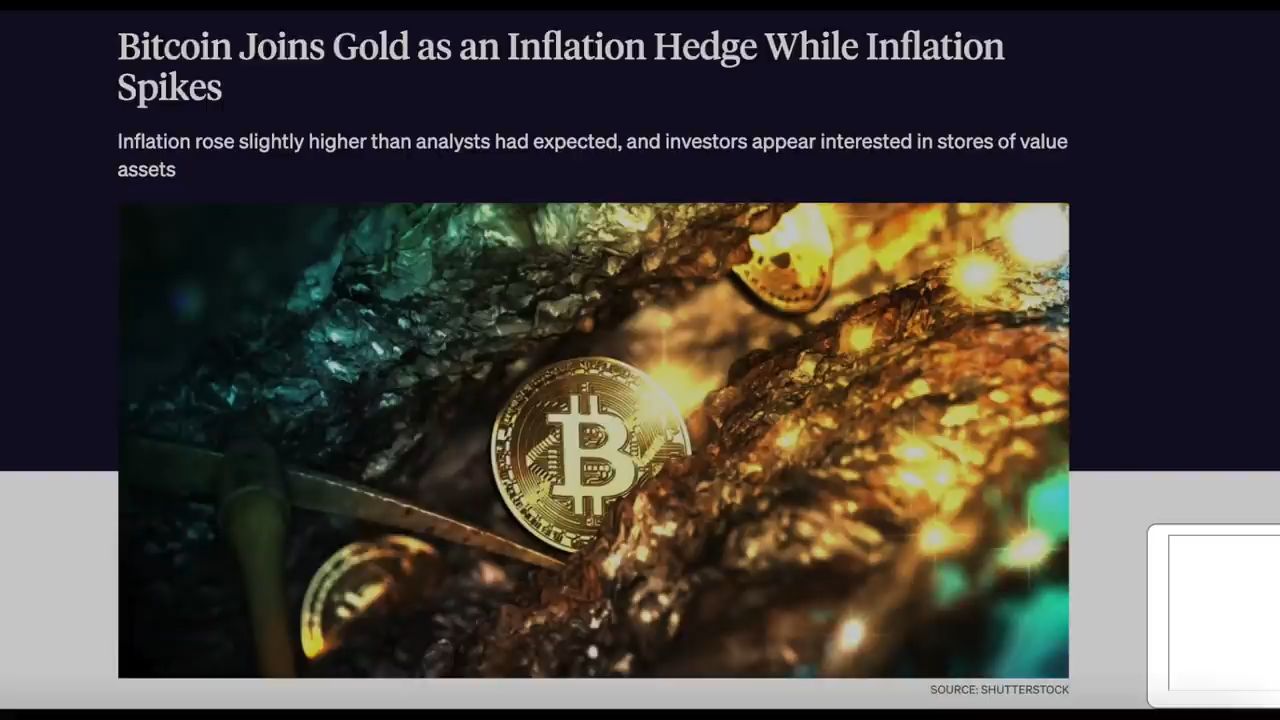 Bitcoin Joins Gold as an Inflation Hedge While Inflation
Spikes
Inflation rose slightly higher than analysts had expected, and investors appear interested in stores of value
assets
SOURCE: SHUTTERSTOCK